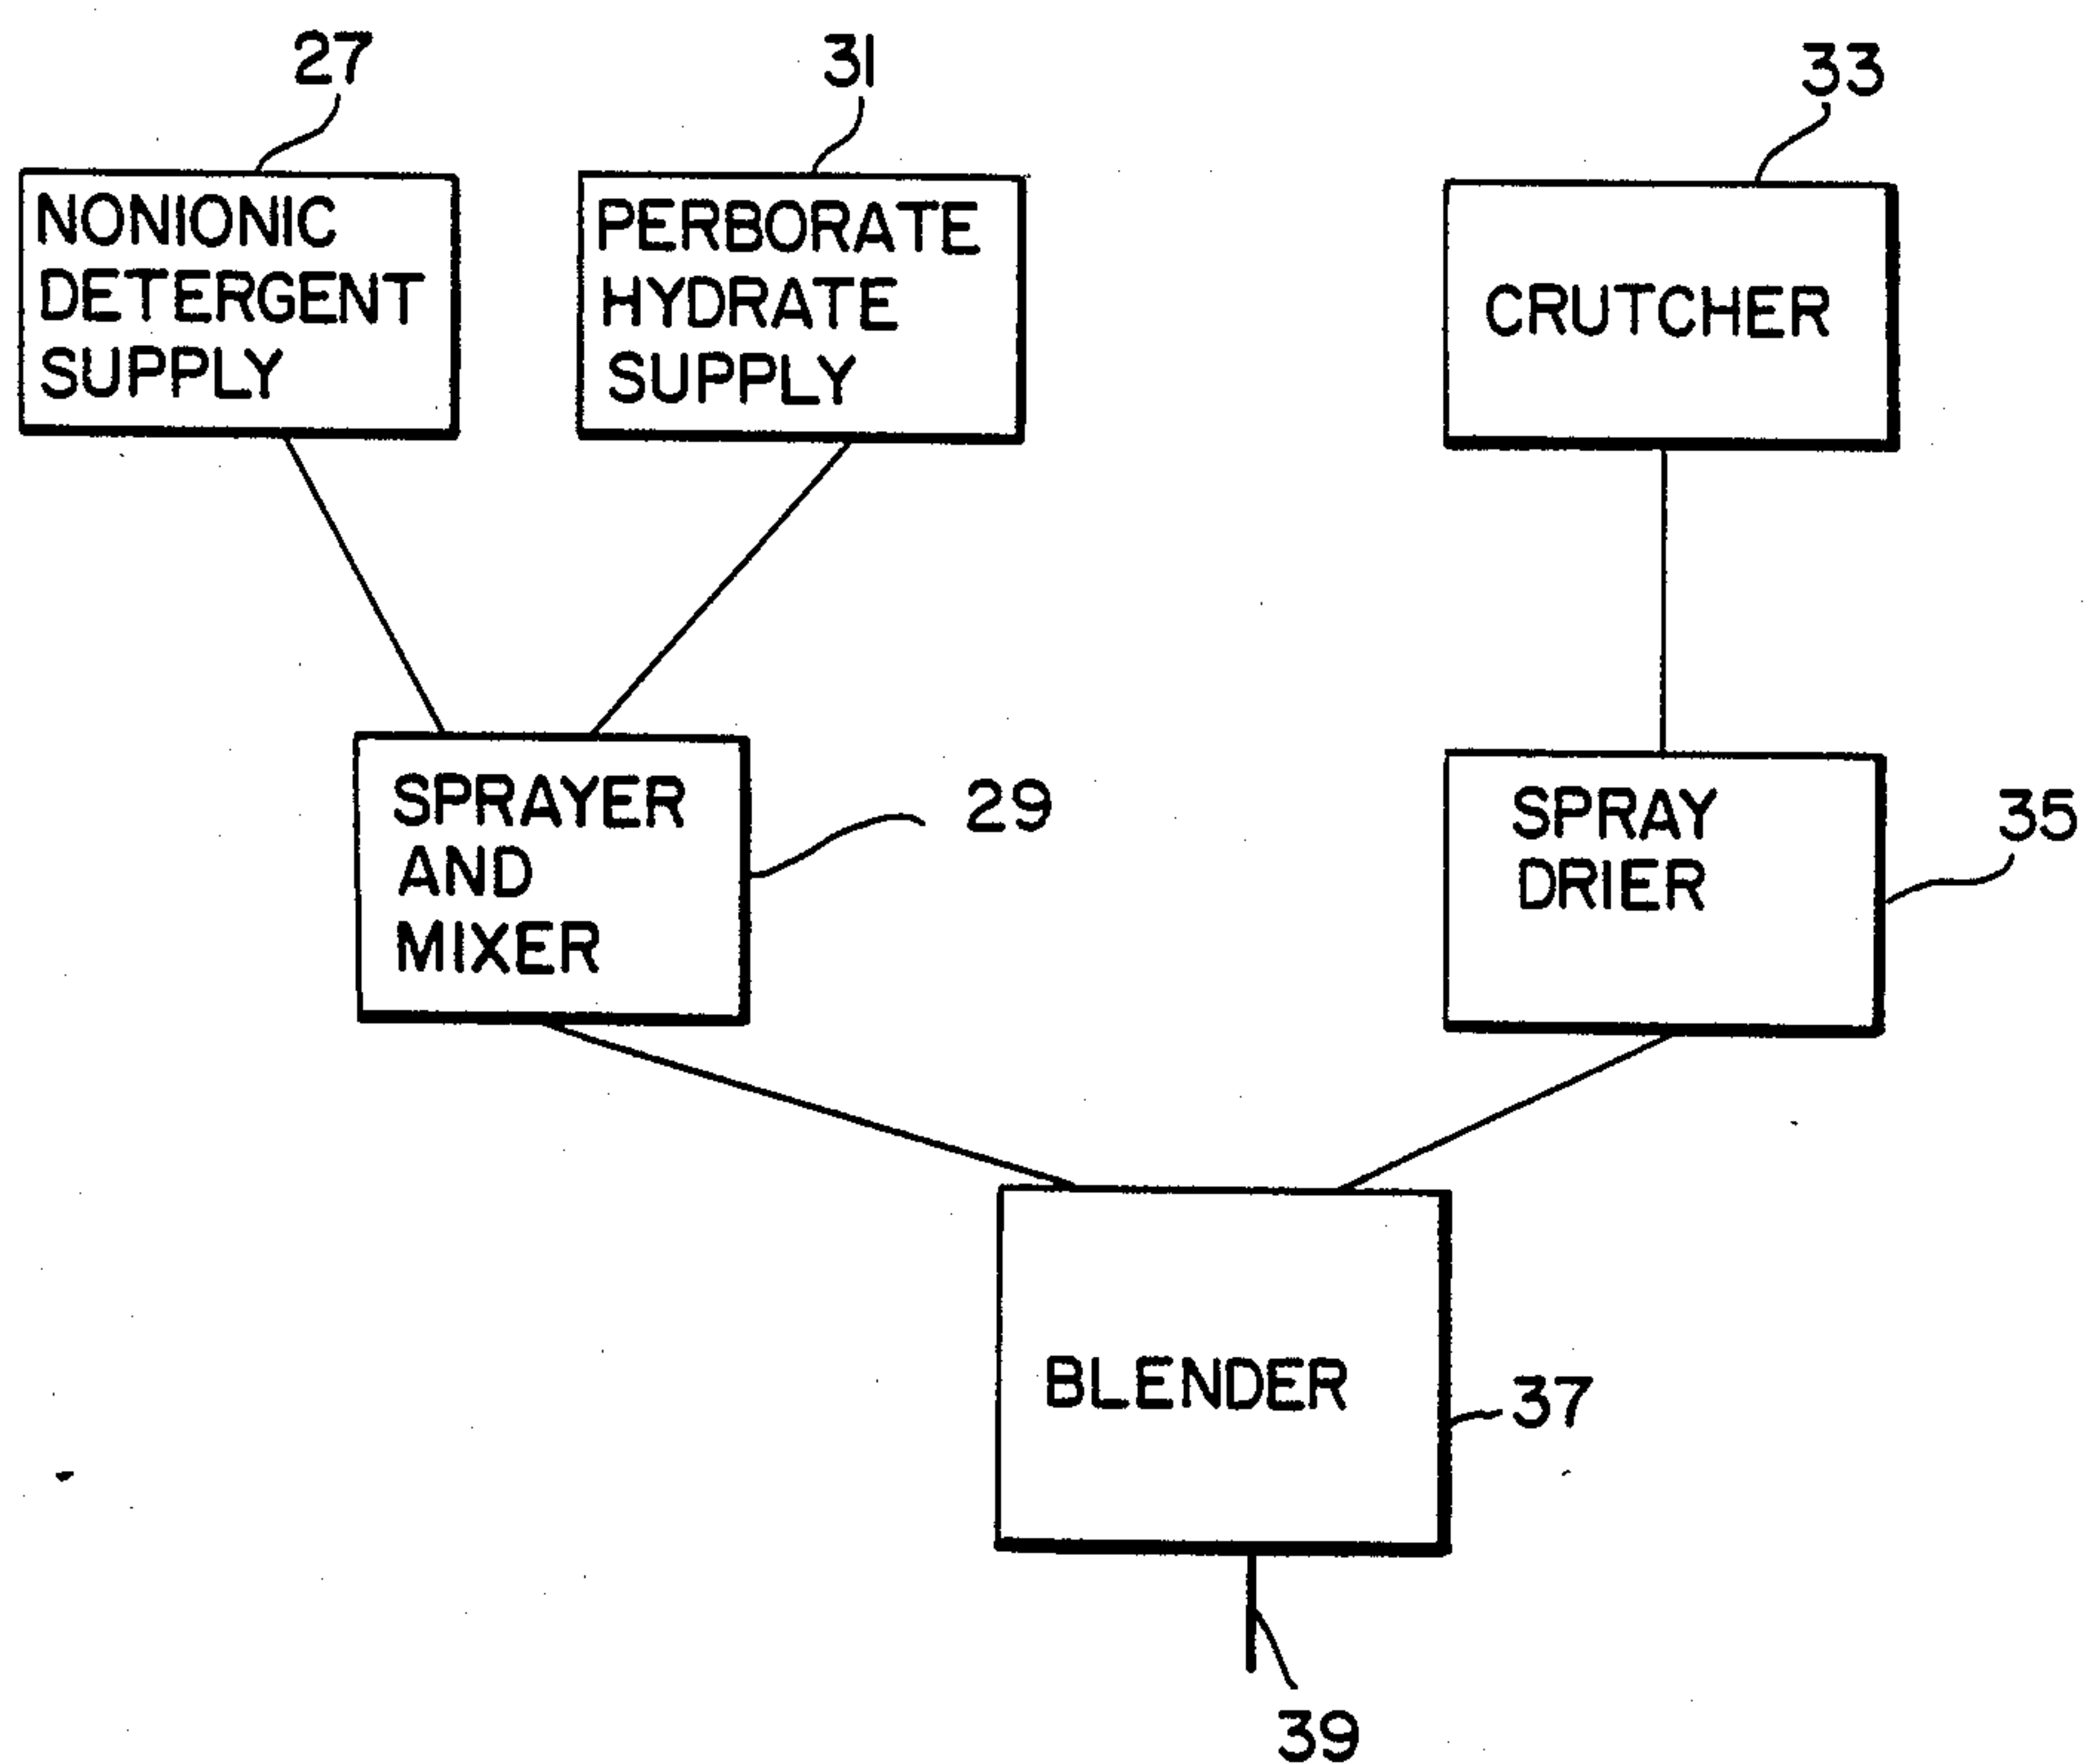 27
31
33
NONIONIC
DETERGENT
SUPPLY
PERBORATE
HYDRATE
SUPPLY
CRUTCHER
SPRAYER
AND
MIXER
29
SPRAY
DRIER
35
BLENDER
37
39